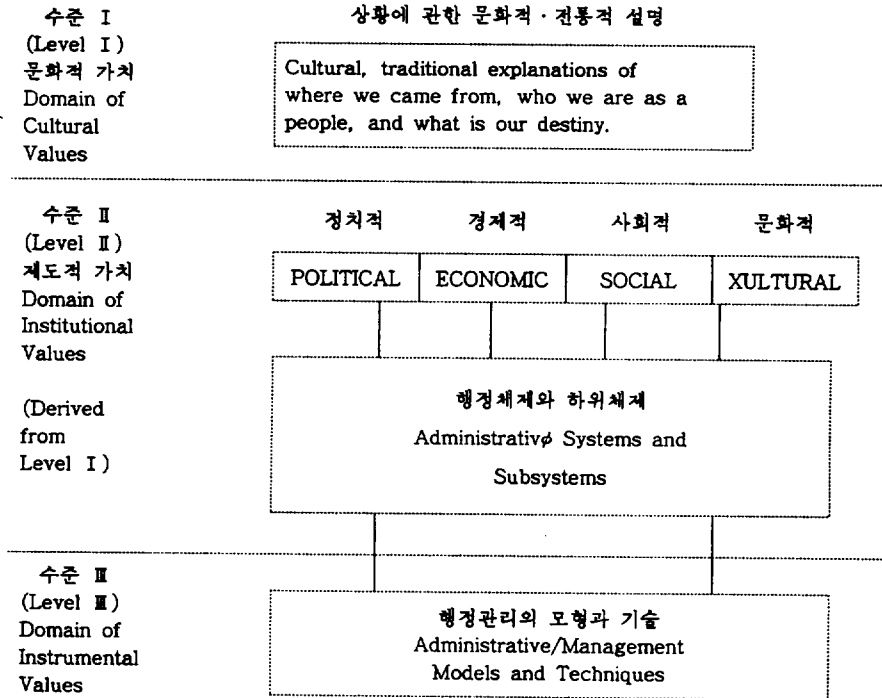 수준 Ⅰ
(Level Ⅰ)
문화적 가치
Domain of
Cultural
Values
상황에 관한 문화적·전통적 설명
Cultural, traditional explanations of
where we came from, who we are as a
people, and what is our destiny.
수준 Ⅱ
(Level Ⅱ)
제도적 가치
Domain of
Institutional
Values
(Derived
from
Level Ⅰ)
정치적 경제적 사회적 문화적
POLITICAL ECONOMIC SOCIAL XULTURAL
행정체제와 하위체제
Administrativø Systems and
Subsystems
수준 Ⅲ
(Level Ⅲ)
Domain of
Instrumental
Values
행정관리의 모형과 기술
Administrative/Management
Models and Techniques